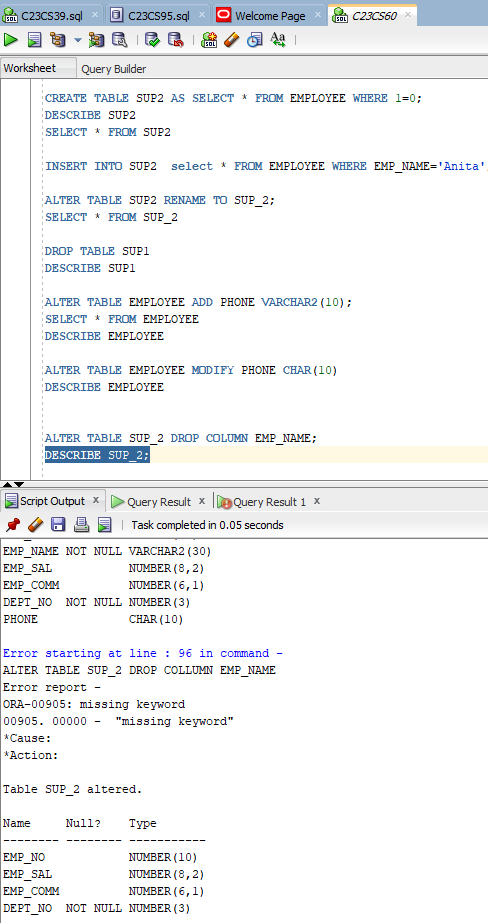 C23CS39.sql C23CS95.sql Welcome Page C23CS60
Worksheet Query Builder
CREATE TABLE SUP2 AS SELECT * FROM EMPLOYEE WHERE 1=0;
DESCRIBE SUP2
SELECT * FROM SUP2
INSERT INTO SUP2  select * FROM EMPLOYEE WHERE EMP_NAME='Anita'
ALTER TABLE SUP2 RENAME TO SUP_2;
SELECT * FROM SUP_2
DROP TABLE SUP1
DESCRIBE SUP1
ALTER TABLE EMPLOYEE ADD PHONE VARCHAR2(10);
SELECT * FROM EMPLOYEE
DESCRIBE EMPLOYEE
ALTER TABLE EMPLOYEE MODIFY PHONE CHAR(10)
DESCRIBE EMPLOYEE
ALTER TABLE SUP_2 DROP COLUMN EMP_NAME;
DESCRIBE SUP_2;
Script Output Query Result Query Result 1
Task completed in 0.05 seconds
EMP_NAME NOT NULL VARCHAR2(30)
EMP_SAL NUMBER(8,2)
EMP_COMM NUMBER(6,1)
DEPT_NO NOT NULL NUMBER(3)
PHONE CHAR(10)
Error starting at line : 96 in command -
ALTER TABLE SUP_2 DROP COLLUMN EMP_NAME
Error report -
ORA-00905: missing keyword
00905. 00000 -  "missing keyword"
*Cause:
*Action:
Table SUP_2 altered.
Name Null? Type
-------- -------- -----------
EMP_NO NUMBER(10)
EMP_SAL NUMBER(8,2)
EMP_COMM NUMBER(6,1)
DEPT_NO NOT NULL NUMBER(3)